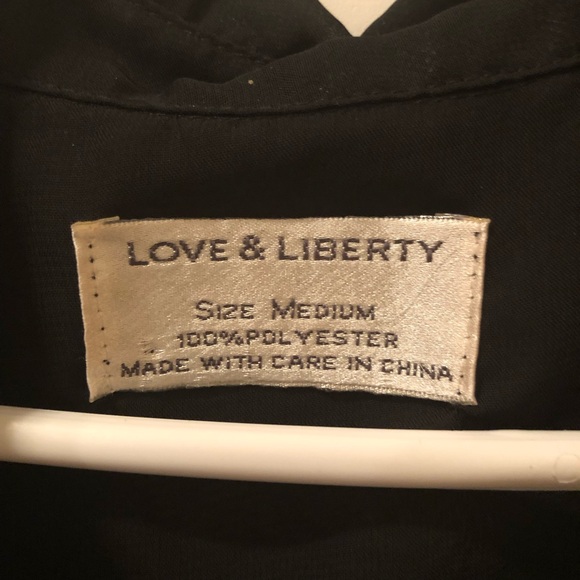 LOVE & LIBERTY
SIZE MEDIUM
100%POLYESTER
MADE WITH CARE IN CHINA